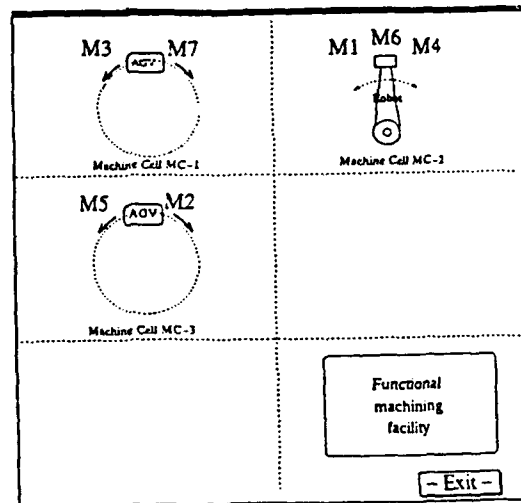 M3 M7
AGV
Machine Cell MC-1
M1 M6 M4
Robot
Machine Cell MC-2
M5 M2
AGV
Machine Cell MC-3
Functional
machining
facility
- Exit -